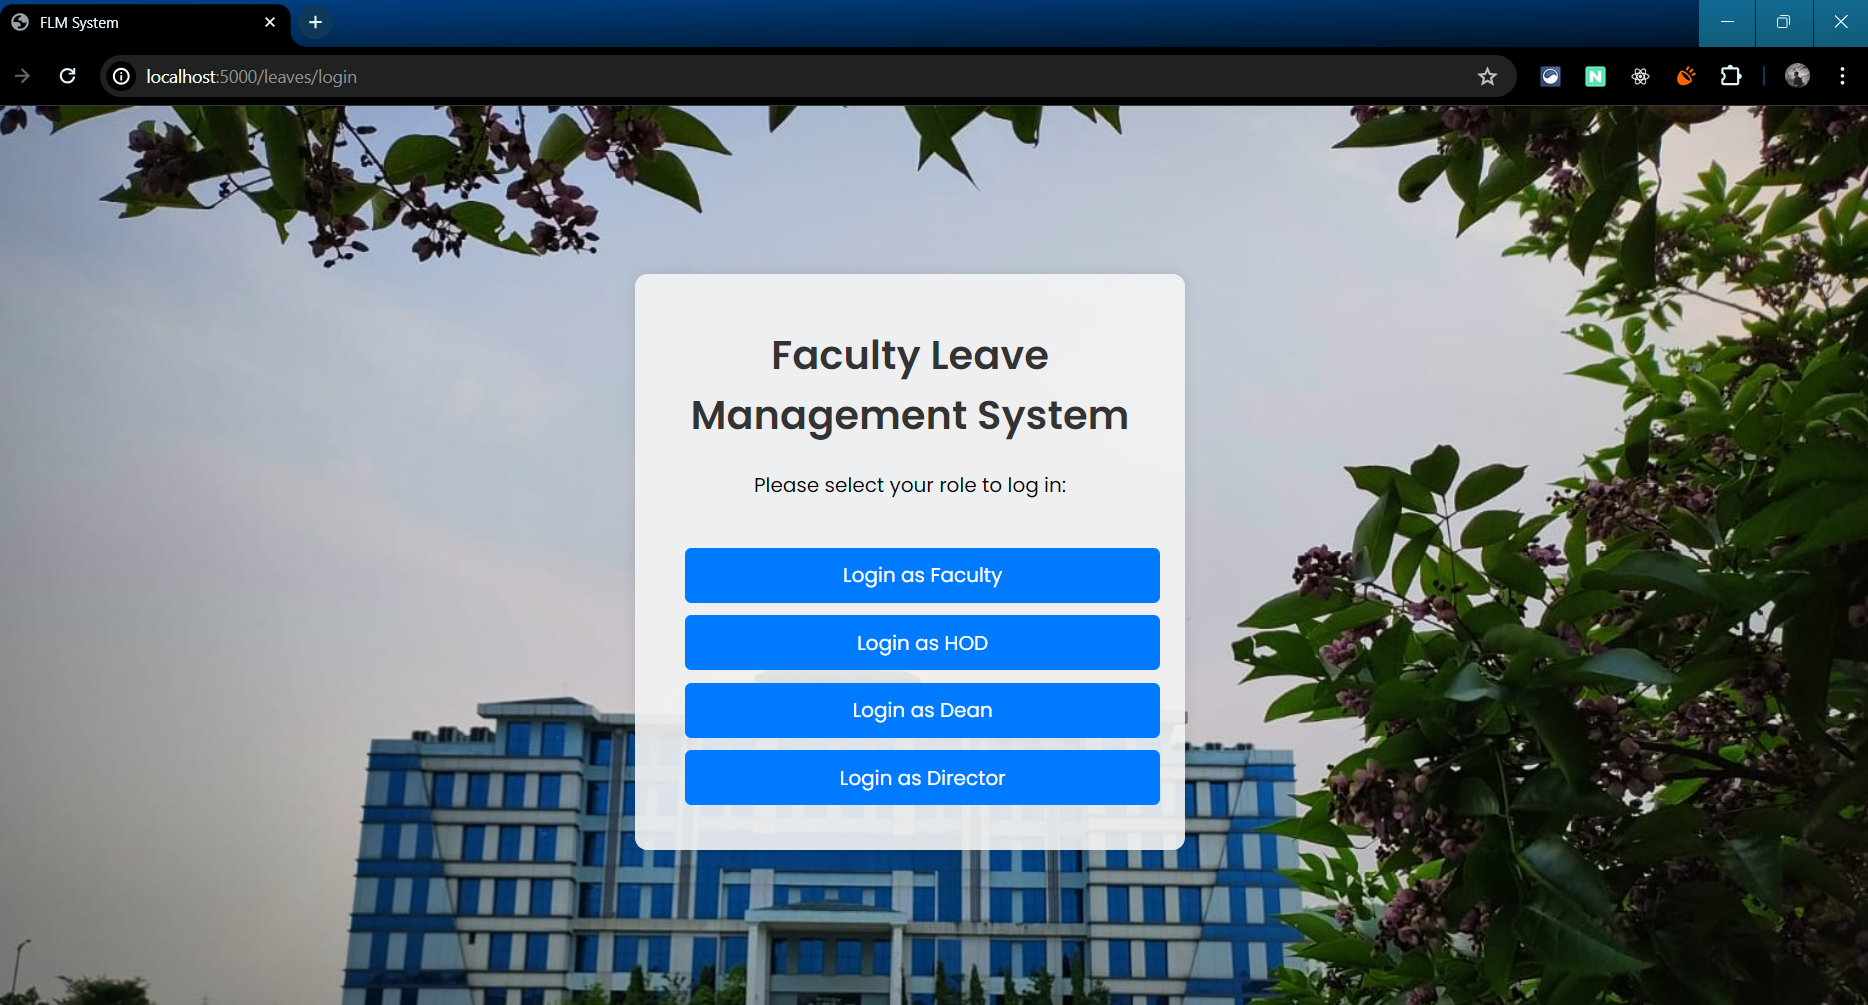 FLM System
localhost:5000/leaves/login
Faculty Leave
Management System
Please select your role to log in:
Login as Faculty
Login as HOD
Login as Dean
Login as Director